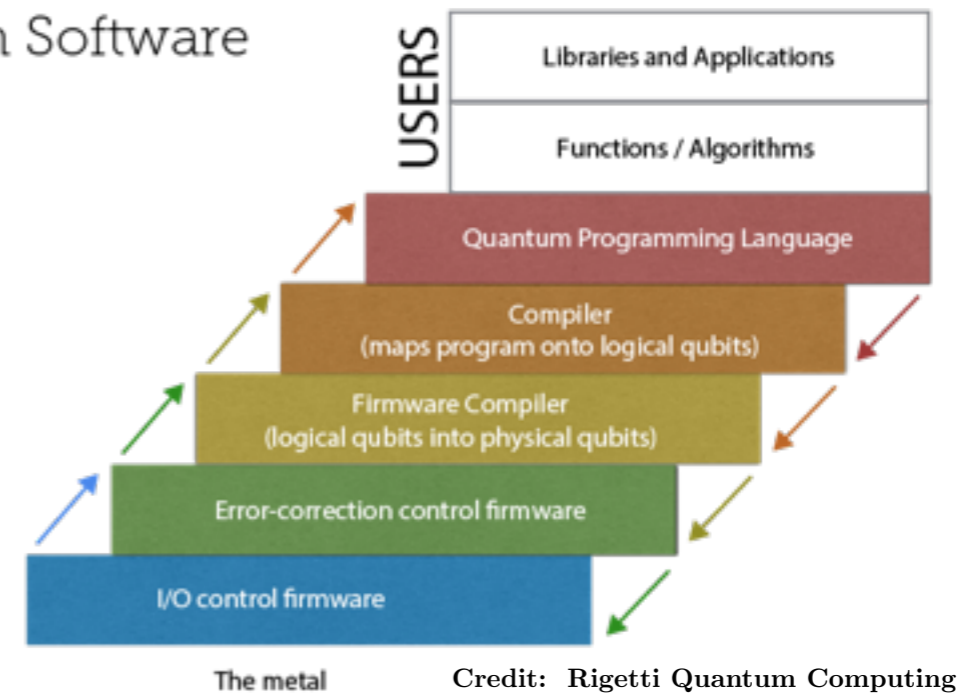 n Software
USERS
Libraries and Applications
Functions / Algorithms
Quantum Programming Language
Compiler
(maps program onto logical qubits)
Firmware Compiler
(logical qubits into physical qubits)
Error-correction control firmware
I/O control firmware
The metal
Credit: Rigetti Quantum Computing